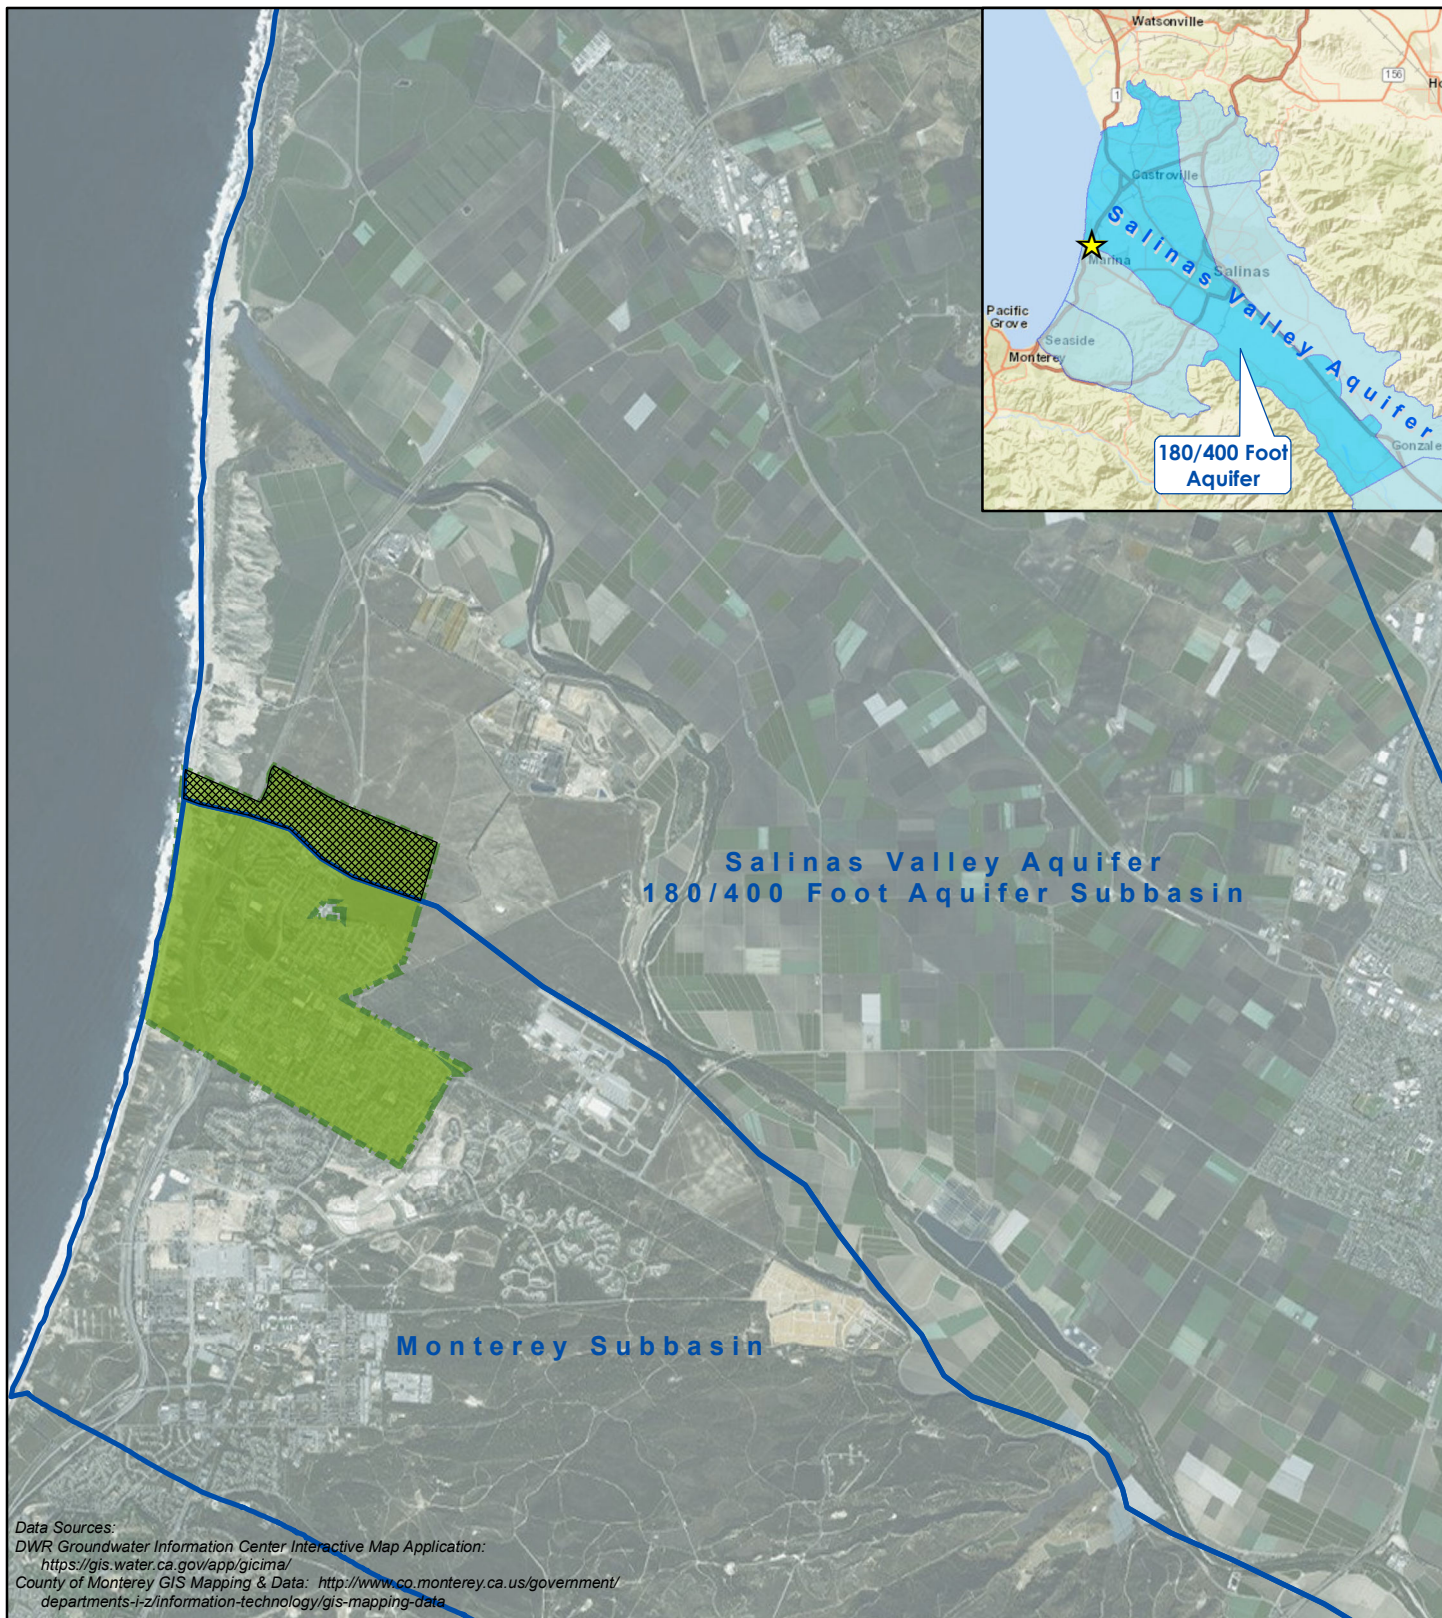 Watsonville
156
Ho
1
Castroville
Salinas Valley Aquifer
Marina
Salinas
Pacific
Grove
Seaside
Monterey
Gonzale
180/400 Foot
Aquifer
Salinas Valley Aquifer
180/400 Foot Aquifer Subbasin
Monterey Subbasin
Data Sources:
DWR Groundwater Information Center Interactive Map Application:
https://gis.water.ca.gov/app/gicima/
County of Monterey GIS Mapping & Data: http://www.co.monterey.ca.us/government/
departments-i-z/information-technology/gis-mapping-data